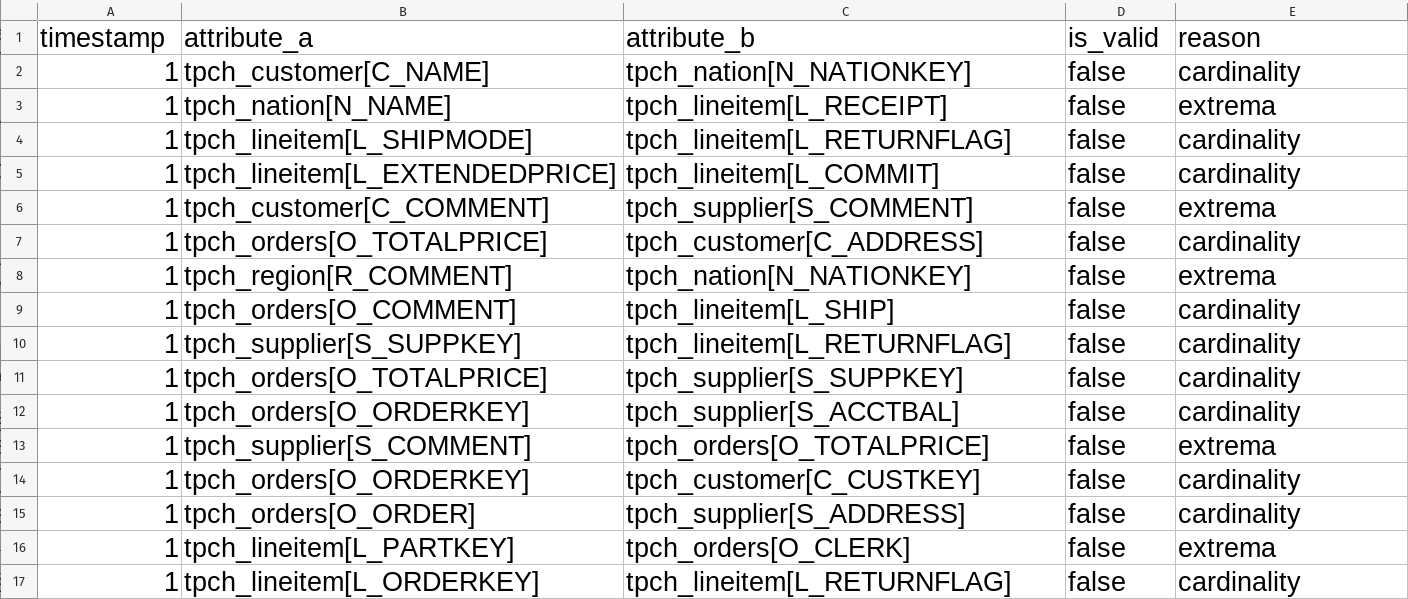 A B C D E
1 timestamp attribute_a attribute_b is_valid reason
2 1 tpch_customer[C_NAME] tpch_nation[N_NATIONKEY] false cardinality
3 1 tpch_nation[N_NAME] tpch_lineitem[L_RECEIPT] false extrema
4 1 tpch_lineitem[L_SHIPMODE] tpch_lineitem[L_RETURNFLAG] false cardinality
5 1 tpch_lineitem[L_EXTENDEDPRICE] tpch_lineitem[L_COMMIT] false cardinality
6 1 tpch_customer[C_COMMENT] tpch_supplier[S_COMMENT] false extrema
7 1 tpch_orders[O_TOTALPRICE] tpch_customer[C_ADDRESS] false cardinality
8 1 tpch_region[R_COMMENT] tpch_nation[N_NATIONKEY] false extrema
9 1 tpch_orders[O_COMMENT] tpch_lineitem[L_SHIP] false cardinality
10 1 tpch_supplier[S_SUPPKEY] tpch_lineitem[L_RETURNFLAG] false cardinality
11 1 tpch_orders[O_TOTALPRICE] tpch_supplier[S_SUPPKEY] false cardinality
12 1 tpch_orders[O_ORDERKEY] tpch_supplier[S_ACCTBAL] false cardinality
13 1 tpch_supplier[S_COMMENT] tpch_orders[O_TOTALPRICE] false extrema
14 1 tpch_orders[O_ORDERKEY] tpch_customer[C_CUSTKEY] false cardinality
15 1 tpch_orders[O_ORDER] tpch_supplier[S_ADDRESS] false cardinality
16 1 tpch_lineitem[L_PARTKEY] tpch_orders[O_CLERK] false extrema
17 1 tpch_lineitem[L_ORDERKEY] tpch_lineitem[L_RETURNFLAG] false cardinality